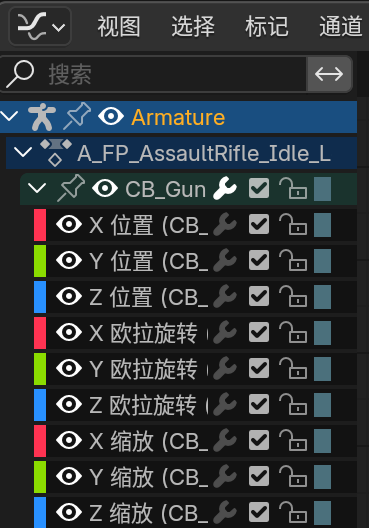 视图 选择 标记 通道
搜索
Armature
A_FP_AssaultRifle_Idle_L
CB_Gun
X 位置 (CB_
Y 位置 (CB_
Z 位置 (CB_
X 欧拉旋转 (
Y 欧拉旋转 (
Z 欧拉旋转 (
X 缩放 (CB_
Y 缩放 (CB_
Z 缩放 (CB_